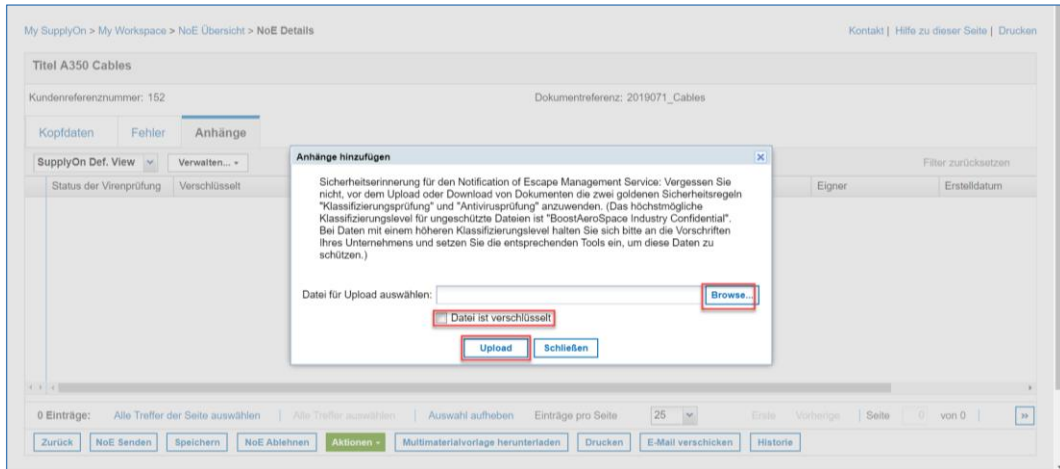 My SupplyOn > My Workspace > NoE Übersicht > NoE Details
Kontakt | Hilfe zu dieser Seite | Drucken
Titel A350 Cables
Kundenreferenznummer: 152
Dokumentreferenz: 2019071_Cables
Kopfdaten Fehler Anhänge
SupplyOn Def. View Verwalten...
Filter zurücksetzen
Status der Virenprüfung Verschlüsselt
Eigner Erstelldatum
Anhänge hinzufügen
Sicherheitserinnerung für den Notification of Escape Management Service: Vergessen Sie
nicht, vor dem Upload oder Download von Dokumenten die zwei goldenen Sicherheitsregeln
"Klassifizierungsprüfung" und "Antivirusprüfung" anzuwenden. (Das höchstmögliche
Klassifizierungslevel für ungeschützte Dateien ist "BoostAeroSpace Industry Confidential".
Bei Daten mit einem höheren Klassifizierungslevel halten Sie sich bitte an die Vorschriften
Ihres Unternehmens und setzen Sie die entsprechenden Tools ein, um diese Daten zu
schützen.)
Datei für Upload auswählen:
Browse...
Datei ist verschlüsselt
Upload Schließen
0 Einträge: Alle Treffer der Seite auswählen | Alle Treffer auswählen | Auswahl aufheben Einträge pro Seite 25 Erste Vorherige | Seite 0 von 0 | »
Zurück NoE Senden Speichern NoE Ablehnen Aktionen Multimaterialvorlage herunterladen Drucken E-Mail verschicken Historie